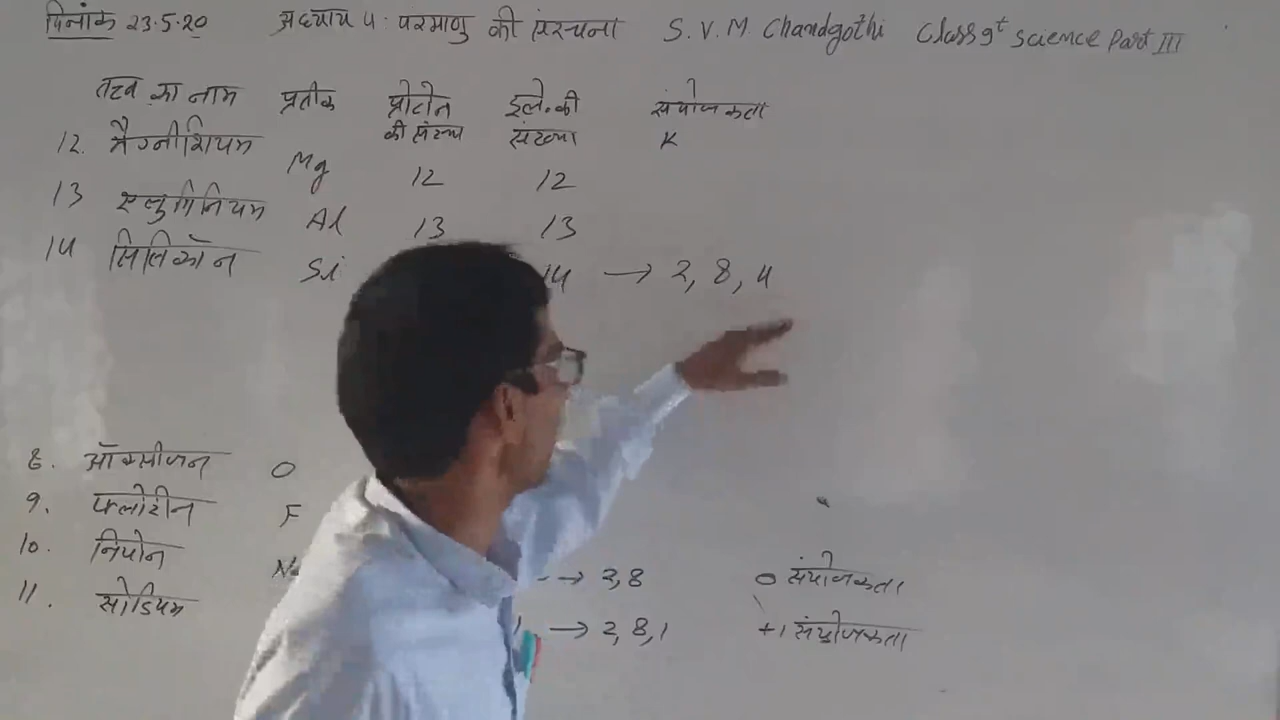 दिनांक 23.5.20 अध्याय 4: परमाणु की संरचना S.V.M. Chandgothi Class 9t Science Part III
तत्व का नाम प्रतीक प्रोटोन की संख्या इले. की संख्या संयोजकता
K
12. मैग्नीशियम Mg 12 12
13 एलुमिनियम Al 13 13
14 सिलिकॉन Si 14 → 2, 8, 4
8. ऑक्सीजन O
9. फ्लोरीन F
10. नियोन → 2,8 0 संयोजकता
11. सोडियम → 2,8,1 +1 संयोजकता